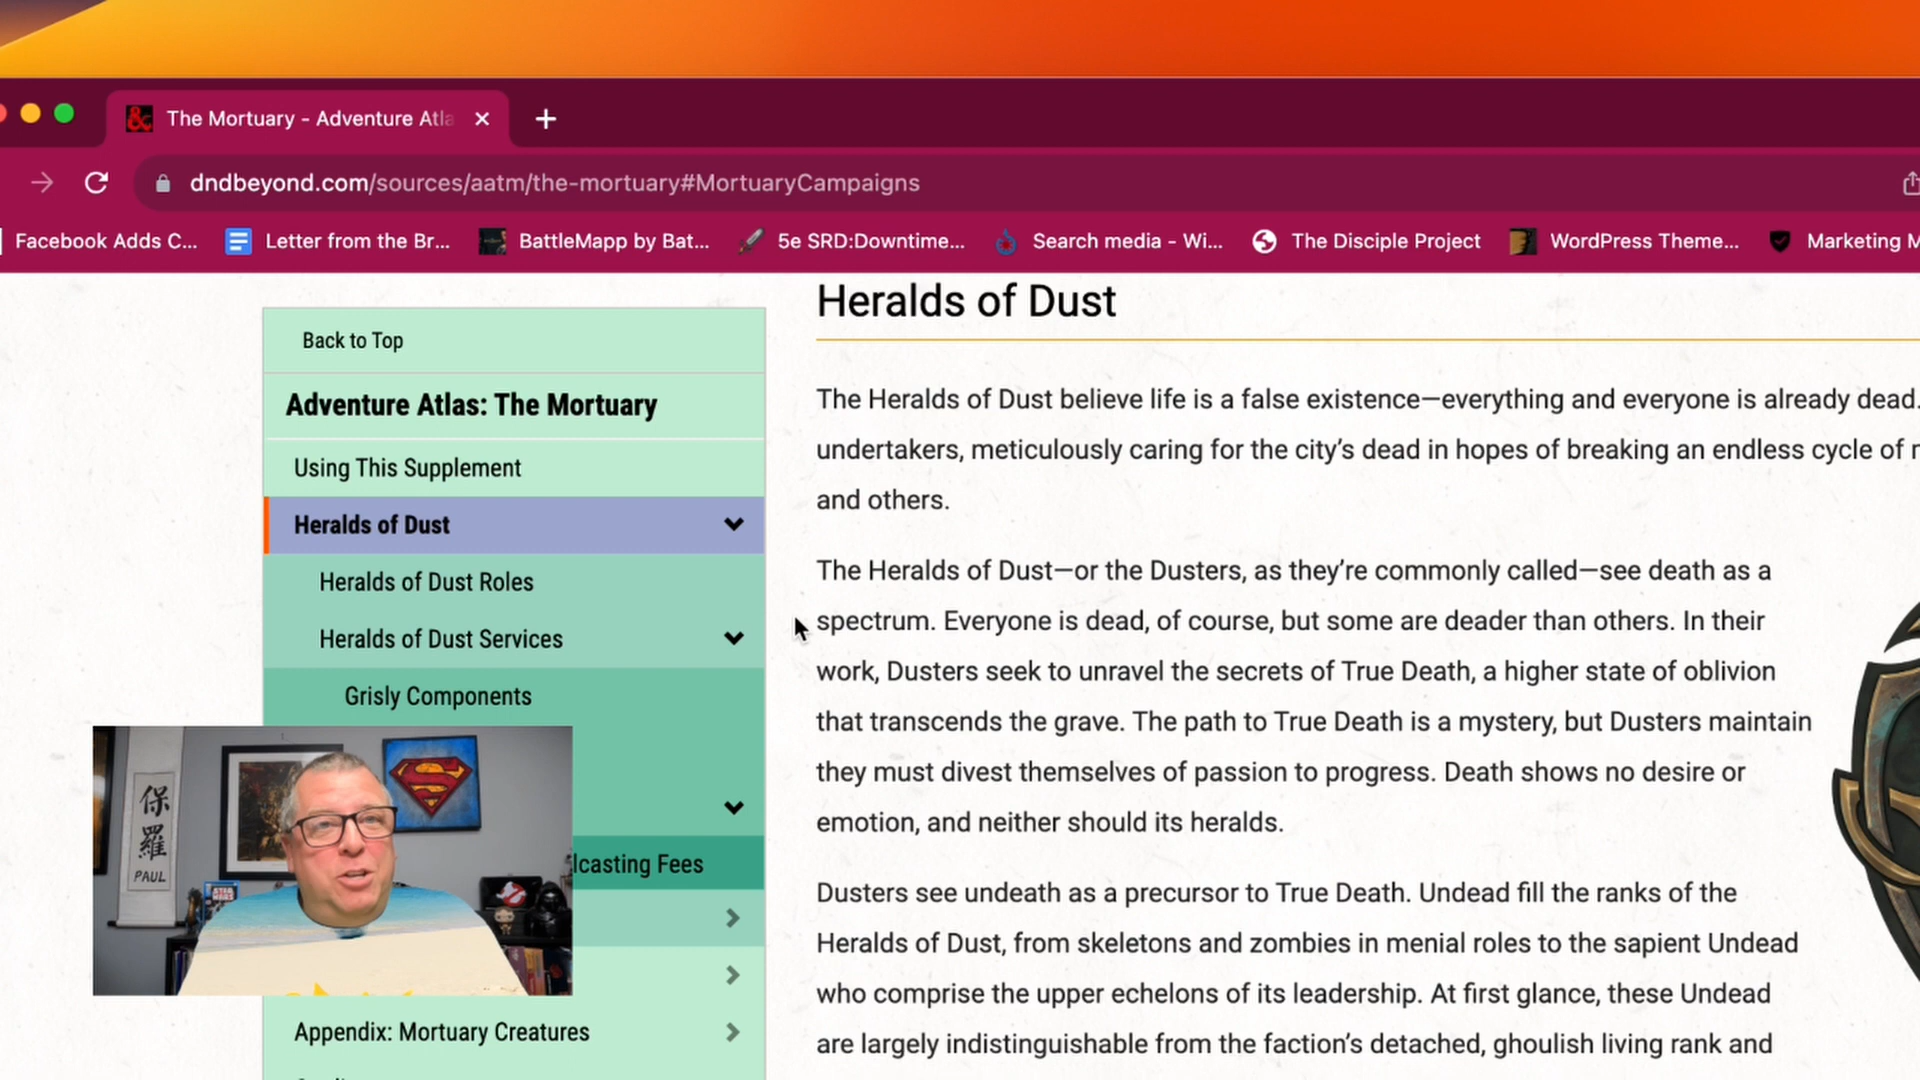 The Mortuary - Adventure Atla
dndbeyond.com/sources/aatm/the-mortuary#MortuaryCampaigns
Facebook Adds C...
Letter from the Br...
BattleMapp by Bat...
5e SRD:Downtime...
Search media - Wi...
The Disciple Project
WordPress Theme...
Marketing M
Back to Top
Adventure Atlas: The Mortuary
Using This Supplement
Heralds of Dust
Heralds of Dust Roles
Heralds of Dust Services
Grisly Components
lcasting Fees
Appendix: Mortuary Creatures
Heralds of Dust
The Heralds of Dust believe life is a false existence—everything and everyone is already dead.
undertakers, meticulously caring for the city's dead in hopes of breaking an endless cycle of
and others.
The Heralds of Dust—or the Dusters, as they're commonly called—see death as a
spectrum. Everyone is dead, of course, but some are deader than others. In their
work, Dusters seek to unravel the secrets of True Death, a higher state of oblivion
that transcends the grave. The path to True Death is a mystery, but Dusters maintain
they must divest themselves of passion to progress. Death shows no desire or
emotion, and neither should its heralds.
Dusters see undeath as a precursor to True Death. Undead fill the ranks of the
Heralds of Dust, from skeletons and zombies in menial roles to the sapient Undead
who comprise the upper echelons of its leadership. At first glance, these Undead
are largely indistinguishable from the faction's detached, ghoulish living rank and
保
羅
PAUL
STAR
WARS